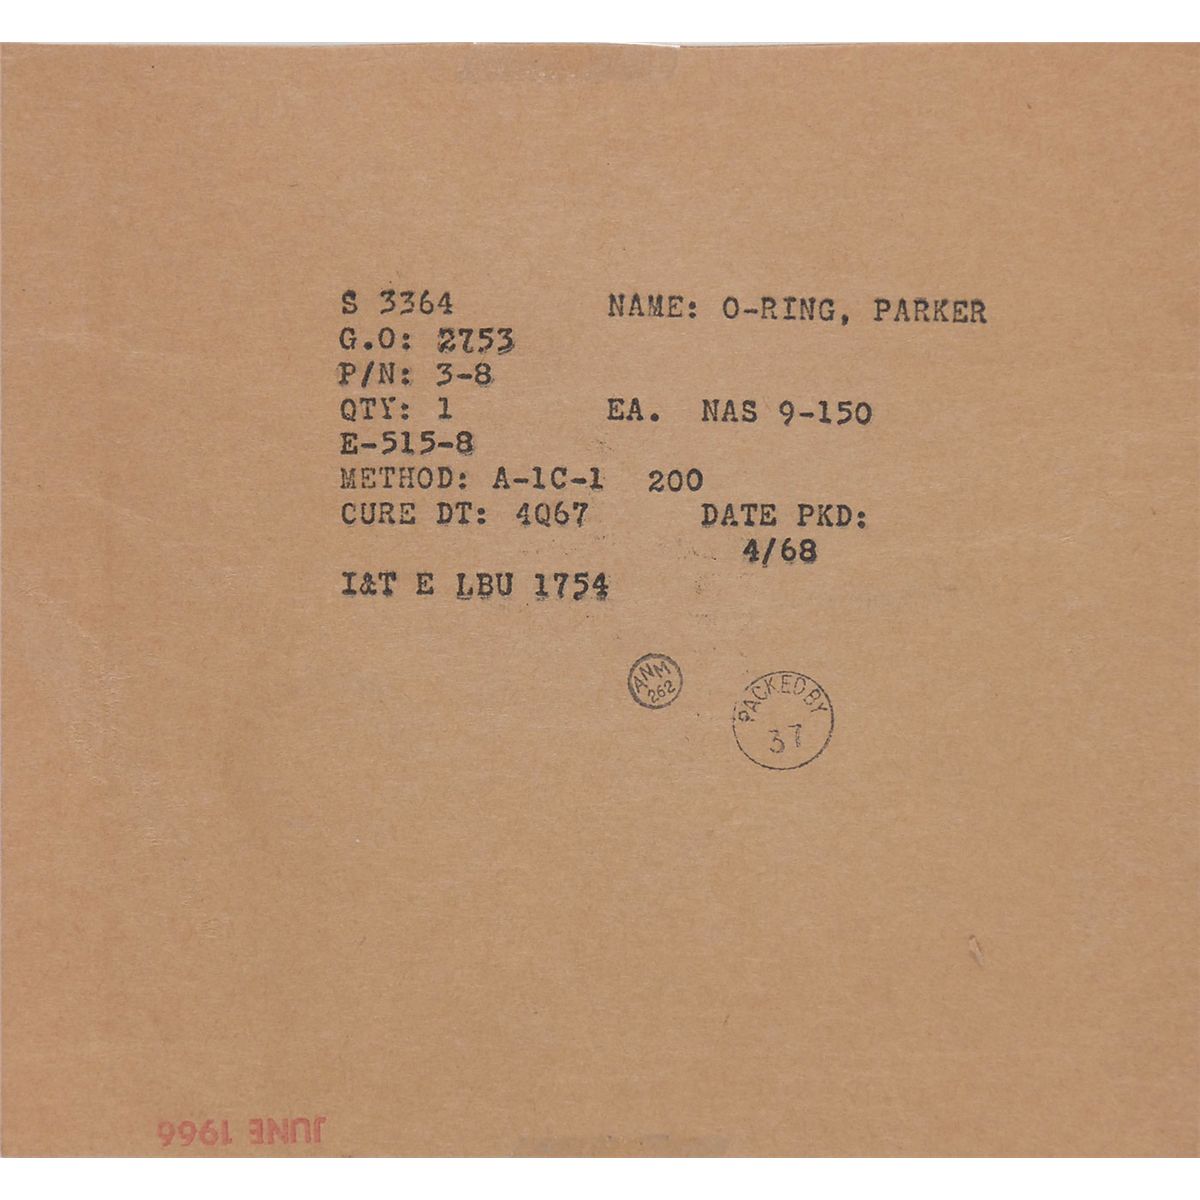 S 3364 NAME: O-RING, PARKER
G.O: 2753
P/N: 3-8
QTY: 1 EA. NAS 9-150
E-515-8
METHOD: A-1C-1 200
CURE DT: 4Q67 DATE PKD:
4/68
I&T E LBU 1754
ANM
262
PACKED BY
37
JUNE 1966